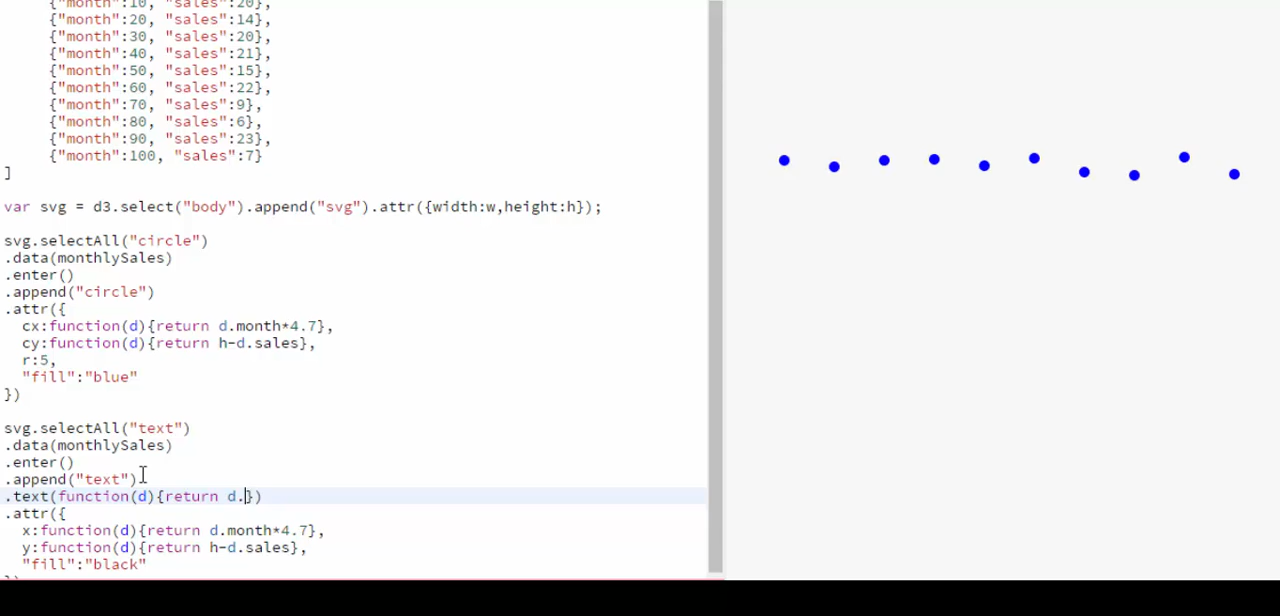 {"month":10, "sales":20},
{"month":20, "sales":14},
{"month":30, "sales":20},
{"month":40, "sales":21},
{"month":50, "sales":15},
{"month":60, "sales":22},
{"month":70, "sales":9},
{"month":80, "sales":6},
{"month":90, "sales":23},
{"month":100, "sales":7}
]
var svg = d3.select("body").append("svg").attr({width:w,height:h});
svg.selectAll("circle")
.data(monthlySales)
.enter()
.append("circle")
.attr({
cx:function(d){return d.month*4.7},
cy:function(d){return h-d.sales},
r:5,
"fill":"blue"
})
svg.selectAll("text")
.data(monthlySales)
.enter()
.append("text")
.text(function(d){return d.})
.attr({
x:function(d){return d.month*4.7},
y:function(d){return h-d.sales},
"fill":"black"